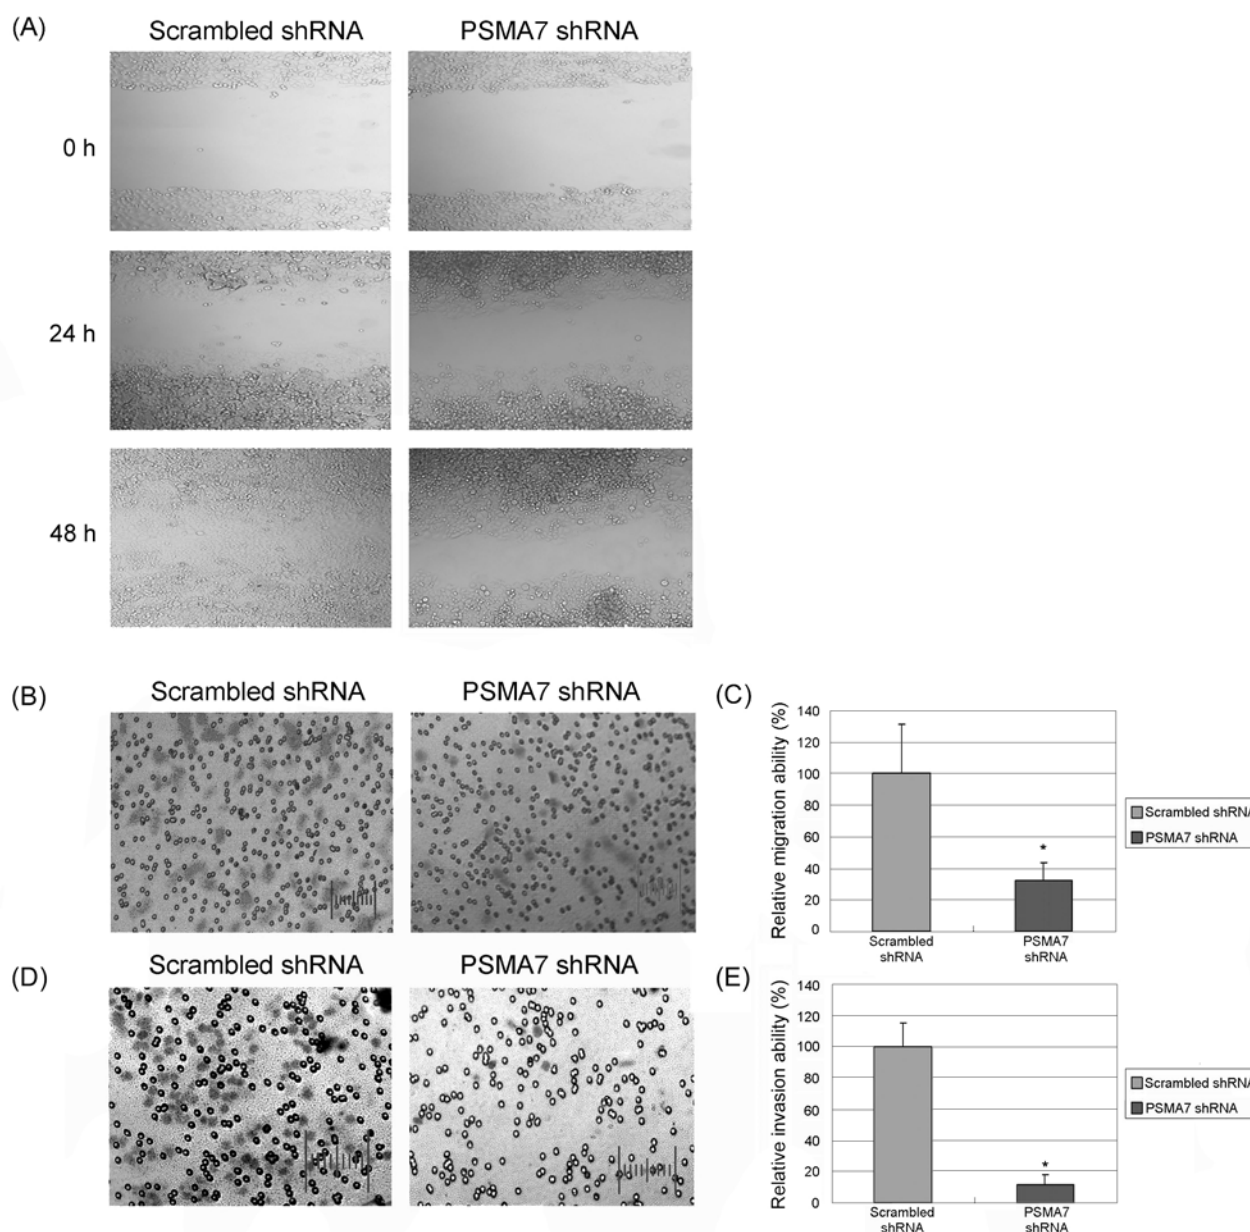 (A)
Scrambled shRNA PSMA7 shRNA
0 h
24 h
48 h
(B) Scrambled shRNA PSMA7 shRNA (C)
Relative migration ability (%)
140
120
100
80
60
40
20
0
*
Scrambled
shRNA
PSMA7
shRNA
Scrambled shRNA
PSMA7 shRNA
(D) Scrambled shRNA PSMA7 shRNA (E)
Relative invasion ability (%)
140
120
100
80
60
40
20
0
*
Scrambled
shRNA
PSMA7
shRNA
Scrambled shRNA
PSMA7 shRNA